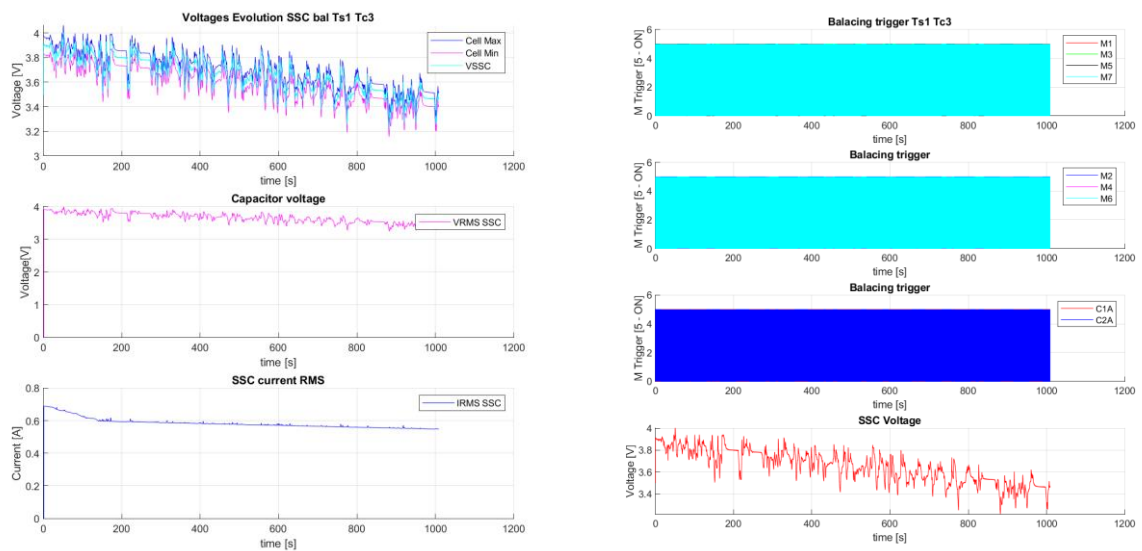 Voltages Evolution SSC bal Ts1 Tc3
4
3.8
3.6
3.4
3.2
3
Voltage [V]
Cell Max
Cell Min
VSSC
0 200 400 600 800 1000 1200
time [s]
Capacitor voltage
4
3
2
1
0
Voltage[V]
VRMS SSC
0 200 400 600 800 1000 1200
time [s]
SSC current RMS
0.8
0.6
0.4
0.2
0
Current [A]
IRMS SSC
0 200 400 600 800 1000 1200
time [s]
Balacing trigger Ts1 Tc3
6
4
2
0
M Trigger [5 - ON]
M1
M3
M5
M7
0 200 400 600 800 1000 1200
time [s]
Balacing trigger
6
4
2
0
M Trigger [5 - ON]
M2
M4
M6
0 200 400 600 800 1000 1200
time [s]
Balacing trigger
6
4
2
0
M Trigger [5 - ON]
C1A
C2A
0 200 400 600 800 1000 1200
time [s]
SSC Voltage
4
3.8
3.6
3.4
Voltage [V]
0 200 400 600 800 1000 1200
time [s]